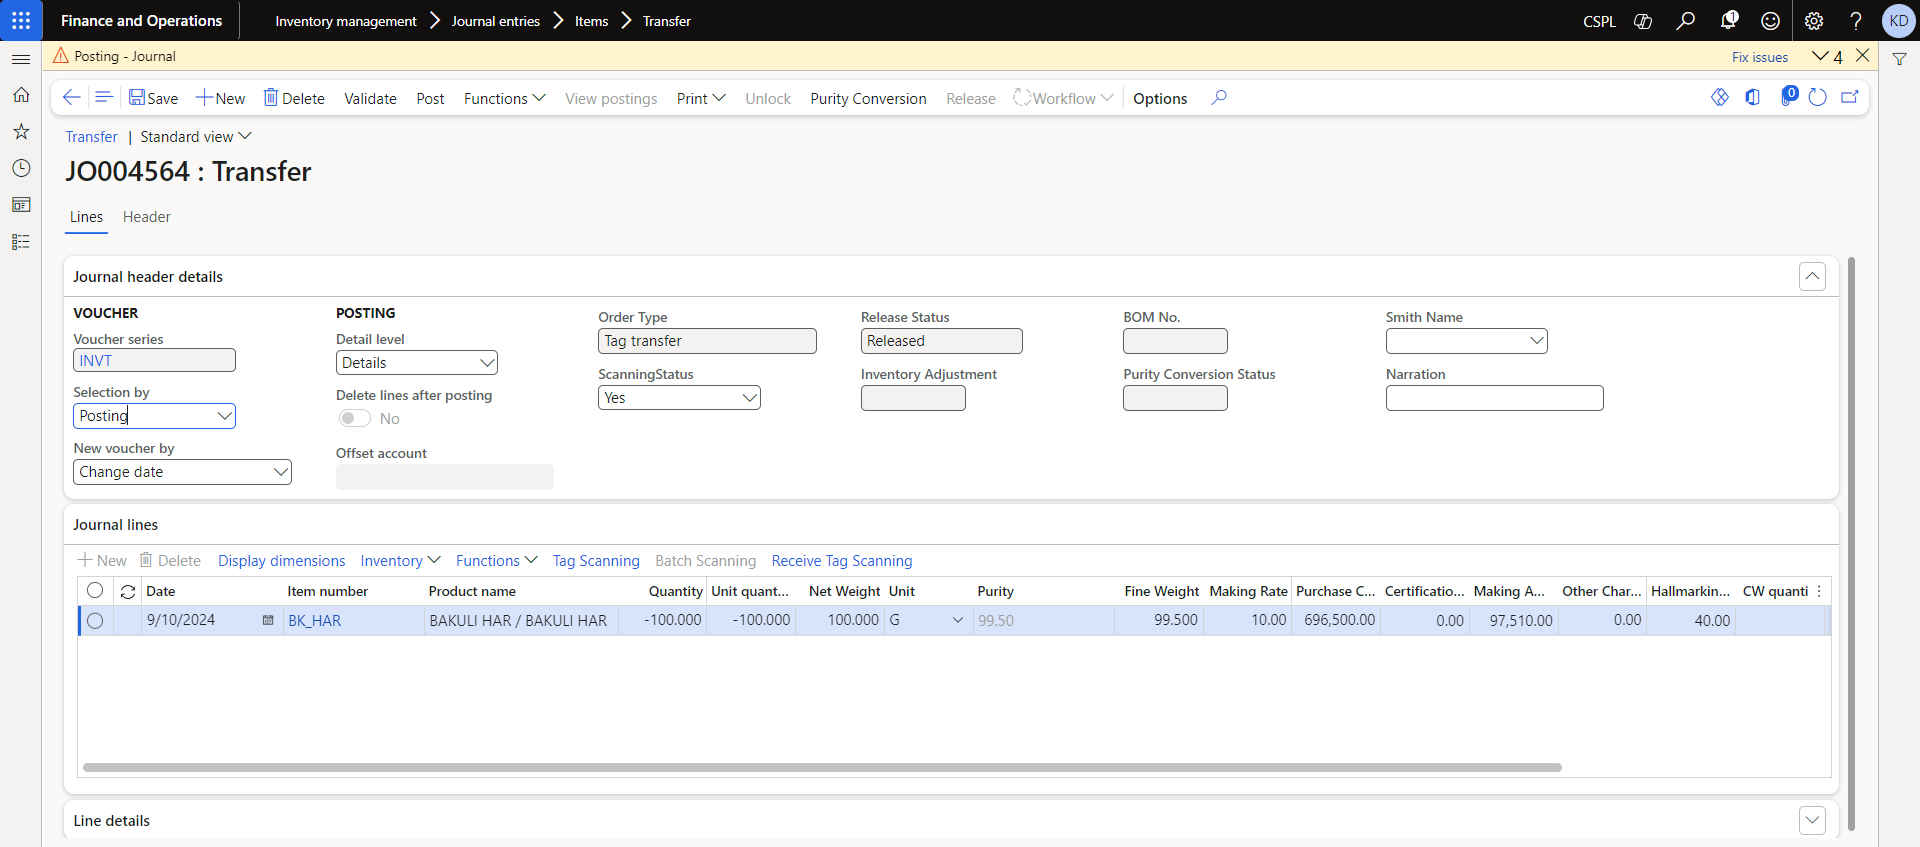 Finance and Operations
Inventory management Journal entries Items Transfer
CSPL 1 ? KD
Posting - Journal
Fix issues 4
Save New Delete Validate Post Functions View postings Print Unlock Purity Conversion Release Workflow Options 0
Transfer | Standard view
JO004564 : Transfer
Lines Header
Journal header details
VOUCHER
Voucher series
INVT
Selection by
Posting
New voucher by
Change date
POSTING
Detail level
Details
Delete lines after posting
No
Offset account
Order Type
Tag transfer
ScanningStatus
Yes
Release Status
Released
Inventory Adjustment
BOM No.
Purity Conversion Status
Smith Name
Narration
Journal lines
New Delete Display dimensions Inventory Functions Tag Scanning Batch Scanning Receive Tag Scanning
Date Item number Product name Quantity Unit quant... Net Weight Unit Purity Fine Weight Making Rate Purchase C... Certificatio... Making A... Other Char... Hallmarkin... CW quanti
9/10/2024 BK_HAR BAKULI HAR / BAKULI HAR -100.000 -100.000 100.000 G 99.50 99.500 10.00 696,500.00 0.00 97,510.00 0.00 40.00
Line details